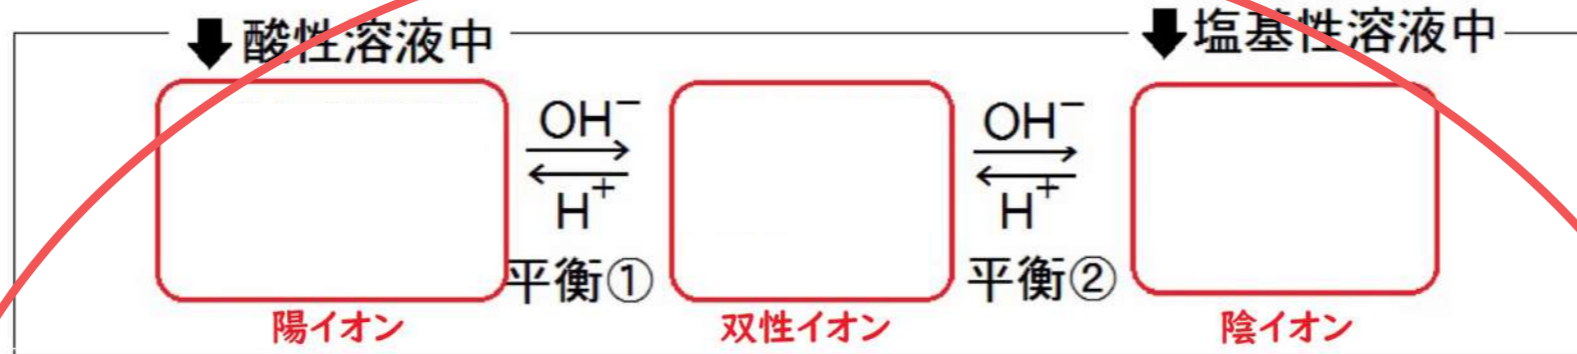 ⬇酸性溶液中
⬇塩基性溶液中
OH⁻
H⁺
平衡①
OH⁻
H⁺
平衡②
陽イオン
双性イオン
陰イオン